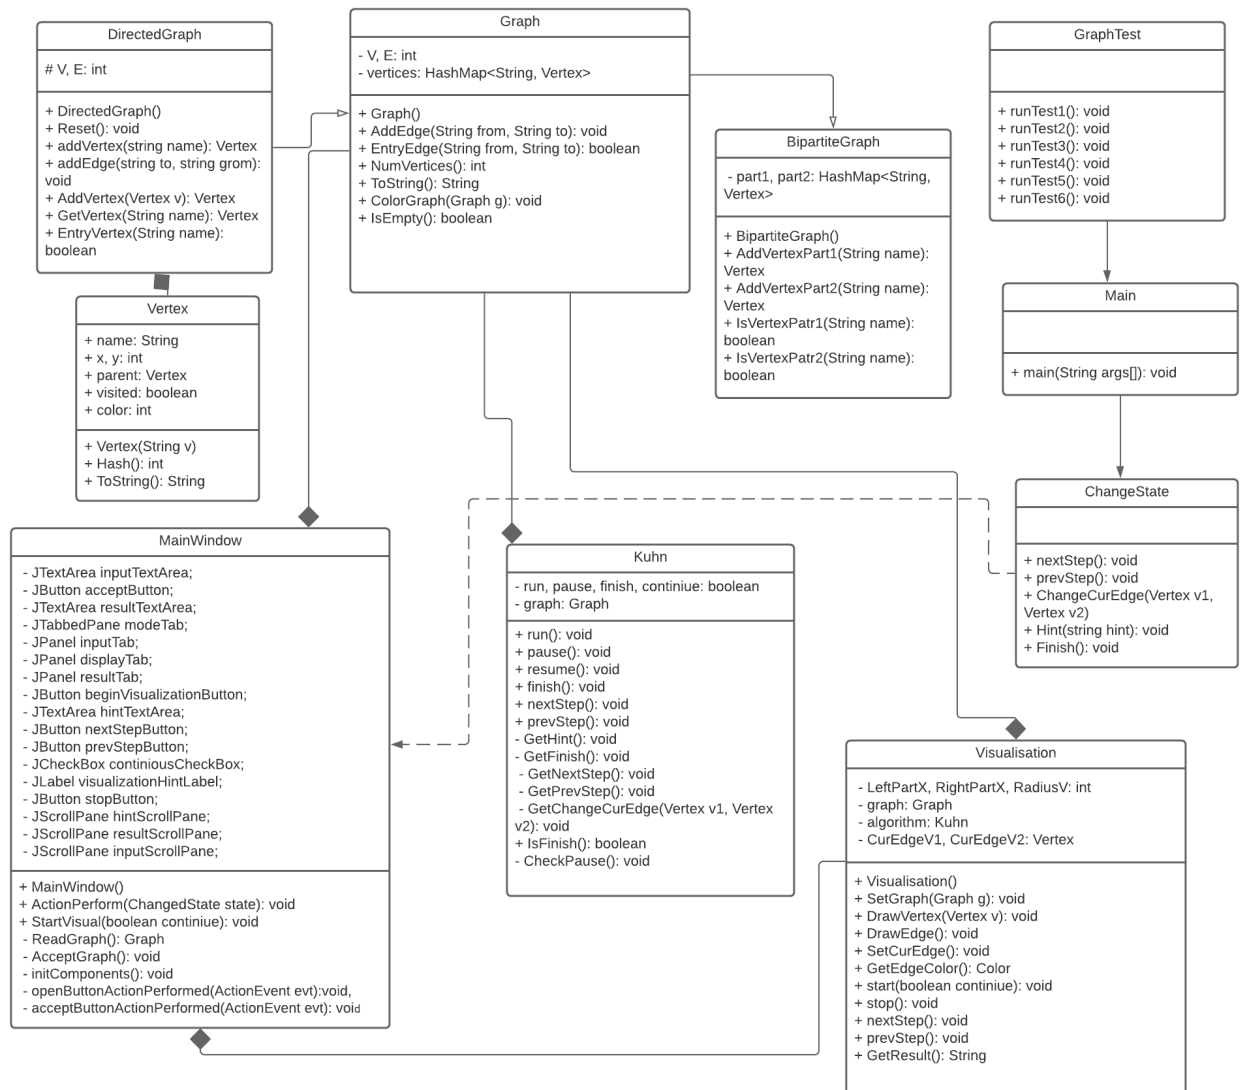 DirectedGraph
# V, E: int
+ DirectedGraph()
+ Reset(): void
+ addVertex(string name): Vertex
+ addEdge(string to, string grom):
void
+ AddVertex(Vertex v): Vertex
+ GetVertex(String name): Vertex
+ EntryVertex(String name):
boolean
Graph
- V, E: int
- vertices: HashMap<String, Vertex>
+ Graph()
+ AddEdge(String from, String to): void
+ EntryEdge(String from, String to): boolean
+ NumVertices(): int
+ ToString(): String
+ ColorGraph(Graph g): void
+ IsEmpty(): boolean
BipartiteGraph
- part1, part2: HashMap<String,
Vertex>
+ BipartiteGraph()
+ AddVertexPart1(String name):
Vertex
+ AddVertexPart2(String name):
Vertex
+ IsVertexPatr1(String name):
boolean
+ IsVertexPatr2(String name):
boolean
GraphTest
+ runTest1(): void
+ runTest2(): void
+ runTest3(): void
+ runTest4(): void
+ runTest5(): void
+ runTest6(): void
Main
+ main(String args[]): void
Vertex
+ name: String
+ x, y: int
+ parent: Vertex
+ visited: boolean
+ color: int
+ Vertex(String v)
+ Hash(): int
+ ToString(): String
ChangeState
+ nextStep(): void
+ prevStep(): void
+ ChangeCurEdge(Vertex v1,
Vertex v2)
+ Hint(string hint): void
+ Finish(): void
MainWindow
- JTextArea inputTextArea;
- JButton acceptButton;
- JTextArea resultTextArea;
- JTabbedPane modeTab;
- JPanel inputTab;
- JPanel displayTab;
- JPanel resultTab;
- JButton beginVisualizationButton;
- JTextArea hintTextArea;
- JButton nextStepButton;
- JButton prevStepButton;
- JCheckBox continiousCheckBox;
- JLabel visualizationHintLabel;
- JButton stopButton;
- JScrollPane hintScrollPane;
- JScrollPane resultScrollPane;
- JScrollPane inputScrollPane;
+ MainWindow()
+ ActionPerform(ChangedState state): void
+ StartVisual(boolean continiue): void
- ReadGraph(): Graph
- AcceptGraph(): void
- initComponents(): void
- openButtonActionPerformed(ActionEvent evt):void,
- acceptButtonActionPerformed(ActionEvent evt): void
Kuhn
- run, pause, finish, continiue: boolean
- graph: Graph
+ run(): void
+ pause(): void
+ resume(): void
+ finish(): void
+ nextStep(): void
+ prevStep(): void
- GetHint(): void
- GetFinish(): void
- GetNextStep(): void
- GetPrevStep(): void
- GetChangeCurEdge(Vertex v1, Vertex
v2): void
+ IsFinish(): boolean
- CheckPause(): void
Visualisation
- LeftPartX, RightPartX, RadiusV: int
- graph: Graph
- algorithm: Kuhn
- CurEdgeV1, CurEdgeV2: Vertex
+ Visualisation()
+ SetGraph(Graph g): void
+ DrawVertex(Vertex v): void
+ DrawEdge(): void
+ SetCurEdge(): void
+ GetEdgeColor(): Color
+ start(boolean continiue): void
+ stop(): void
+ nextStep(): void
+ prevStep(): void
+ GetResult(): String